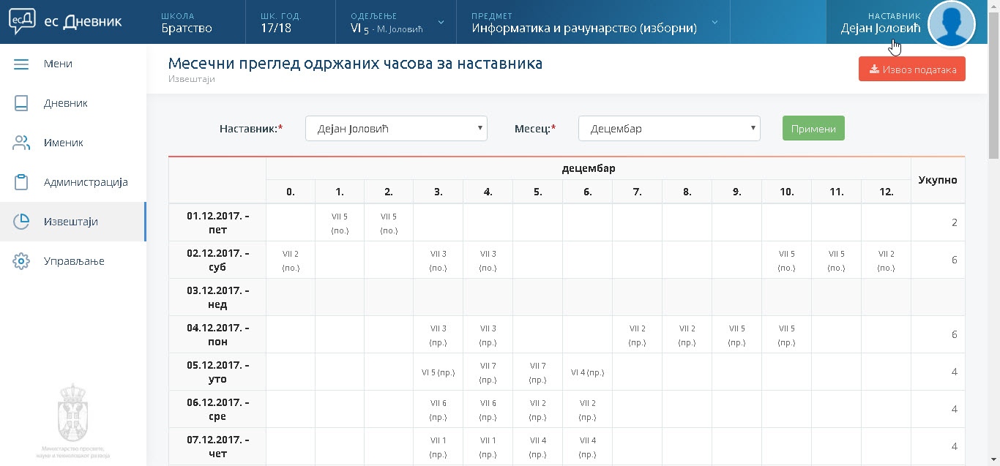 есД ес Дневник
ШКОЛА
Братство
ШК. ГОД.
17/18
ОДЕЉЕЊЕ
VI 5 - М. Јоловић
ПРЕДМЕТ
Информатика и рачунарство (изборни)
НАСТАВНИК
Дејан Јоловић
Мени
Дневник
Именик
Администрација
Извештаји
Управљање
Министарство просвете,
науке и технолошког развоја
Месечни преглед одржаних часова за наставника
Извештаји
Извоз података
Наставник:* Дејан Јоловић Месец:* Децембар Примени
децембар Укупно
0. 1. 2. 3. 4. 5. 6. 7. 8. 9. 10. 11. 12.
01.12.2017. – VII 5 VII 5
пет (по.) (по.) 2
02.12.2017. – VII 2 VII 3 VII 3 VII 5 VII 5 VII 2
суб (по.) (по.) (по.) (по.) (по.) (по.) 6
03.12.2017. –
нед
04.12.2017. – VII 3 VII 3 VII 2 VII 2 VII 5 VII 5
пон (пр.) (пр.) (пр.) (пр.) (пр.) (пр.) 6
05.12.2017. – VI 5 (пр.) VII 7 VII 7 VI 4 (пр.)
уто (пр.) (пр.) 4
06.12.2017. – VII 6 VII 6 VII 2 VII 2
сре (пр.) (пр.) (пр.) (пр.) 4
07.12.2017. – VII 1 VII 1 VII 4 VII 4
чет (пр.) (пр.) (пр.) (пр.) 4